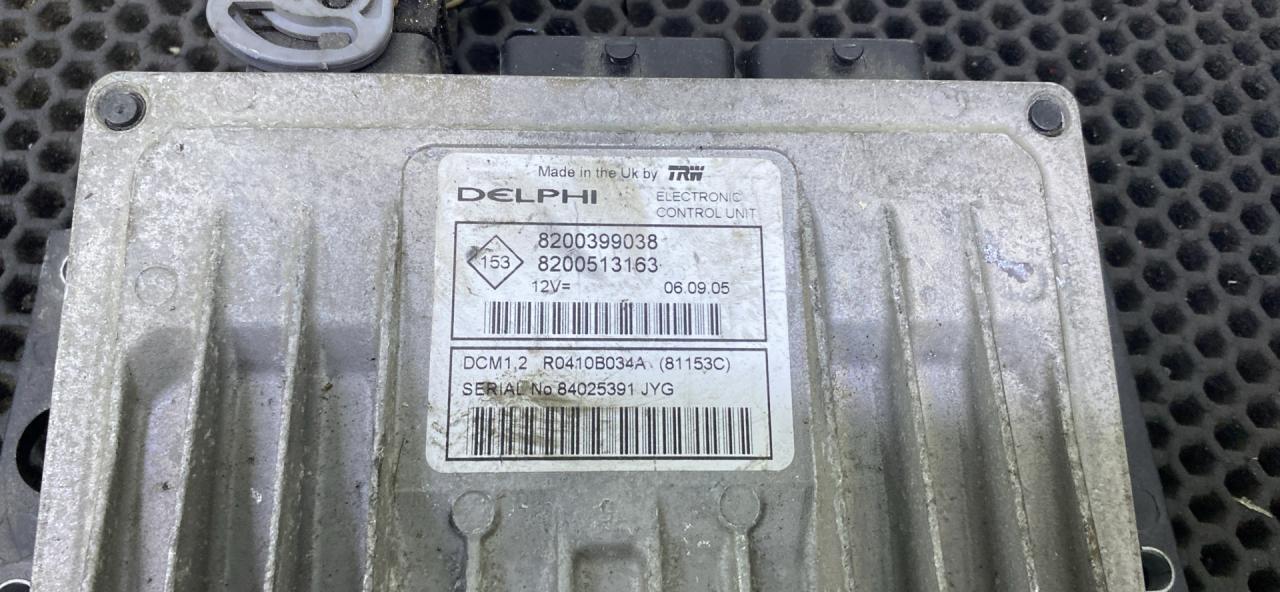 Made in the Uk by TRW
DELPHI
ELECTRONIC
CONTROL UNIT
153
8200399038
8200513163
12V= 06.09.05
DCM1,2 R0410B034A (81153C)
SERIAL No 84025391 JYG